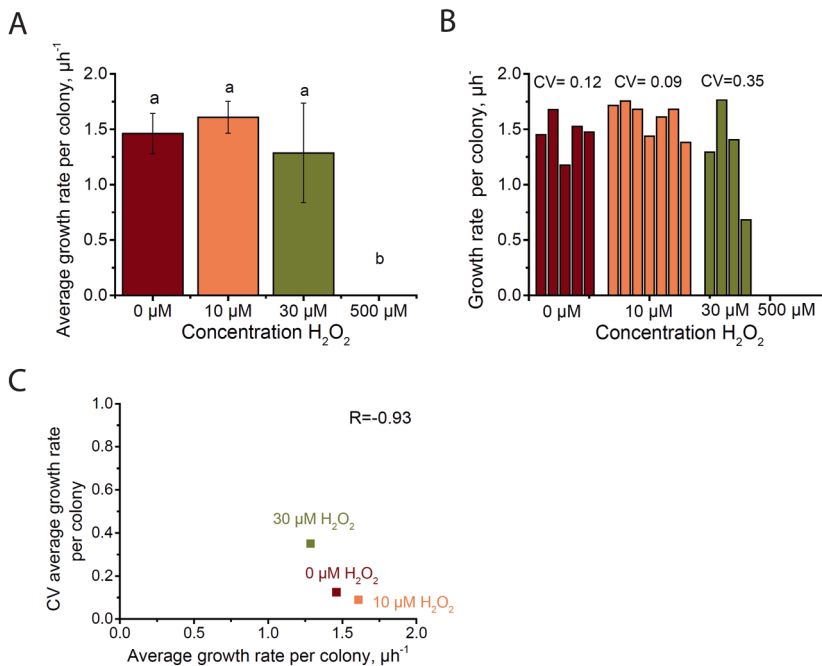 A
Average growth rate per colony, µh⁻¹
2.0
1.5
1.0
0.5
0.0
a
a
a
b
0 µM
10 µM
30 µM
500 µM
Concentration H₂O₂
B
Growth rate per colony, µh⁻
2.0
1.5
1.0
0.5
0.0
CV= 0.12
CV= 0.09
CV=0.35
0 µM
10 µM
30 µM
500 µM
Concentration H₂O₂
C
CV average growth rate
per colony
1.0
0.8
0.6
0.4
0.2
0.0
R=-0.93
30 µM H₂O₂
0 µM H₂O₂
10 µM H₂O₂
0.0
0.5
1.0
1.5
2.0
Average growth rate per colony, µh⁻¹